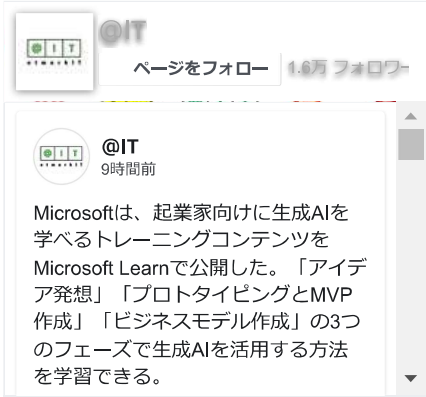 @IT
atmarkIT
@IT
ページをフォロー
1.6万 フォロワー
@IT
atmarkIT
@IT
9時間前
Microsoftは、起業家向けに生成AIを
学べるトレーニングコンテンツを
Microsoft Learnで公開した。「アイデ
ア発想」「プロトタイピングとMVP
作成」「ビジネスモデル作成」の3つ
のフェーズで生成AIを活用する方法
を学習できる。